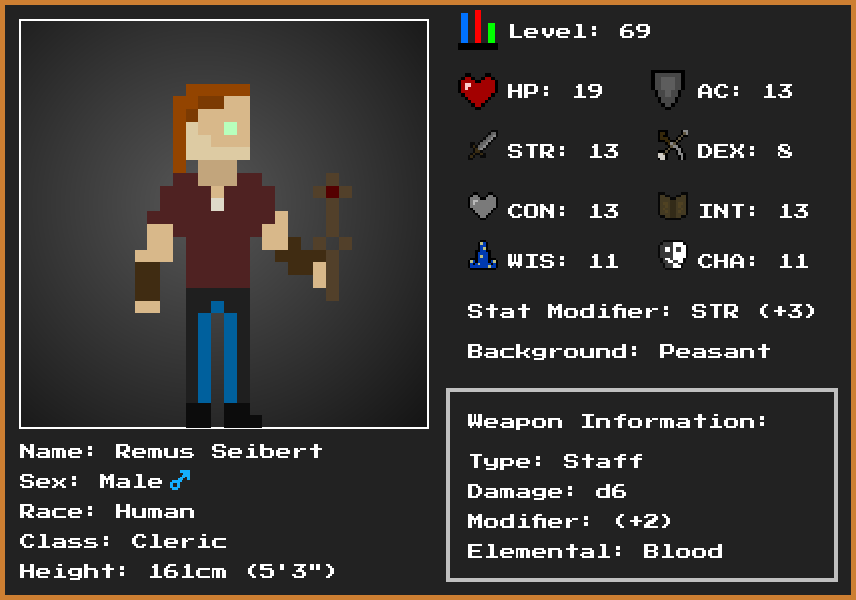 Level: 69
HP: 19 AC: 13
STR: 13 DEX: 8
CON: 13 INT: 13
WIS: 11 CHA: 11
Stat Modifier: STR (+3)
Background: Peasant
Weapon Information:
Type: Staff
Damage: d6
Modifier: (+2)
Elemental: Blood
Name: Remus Seibert
Sex: Male ♂
Race: Human
Class: Cleric
Height: 161cm (5'3")